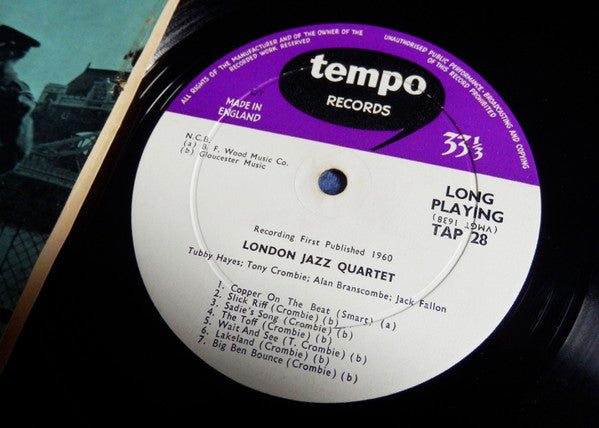 ALL RIGHTS OF THE MANUFACTURER AND OF THE OWNER OF THE
RECORDED WORK RESERVED
UNAUTHORISED PUBLIC PERFORMANCE, BROADCASTING AND COPYING
OF THIS RECORD PROHIBITED
tempo
RECORDS
MADE IN
ENGLAND
33 1/3
N.C.B.
(a) B. F. Wood Music Co.
(b) Gloucester Music
LONG
PLAYING
(VMGT 1638)
TAP 28
Recording First Published 1960
LONDON JAZZ QUARTET
Tubby Hayes; Tony Crombie; Alan Branscombe; Jack Fallon
1. Copper On The Beat (Smart) (a)
2. Slick Riff (Crombie) (b)
3. Sadie's Song (Crombie) (b)
4. The Toff (Crombie) (b)
5. Wait And See (T. Crombie) (b)
6. Lakeland (Crombie) (b)
7. Big Ben Bounce (Crombie) (b)